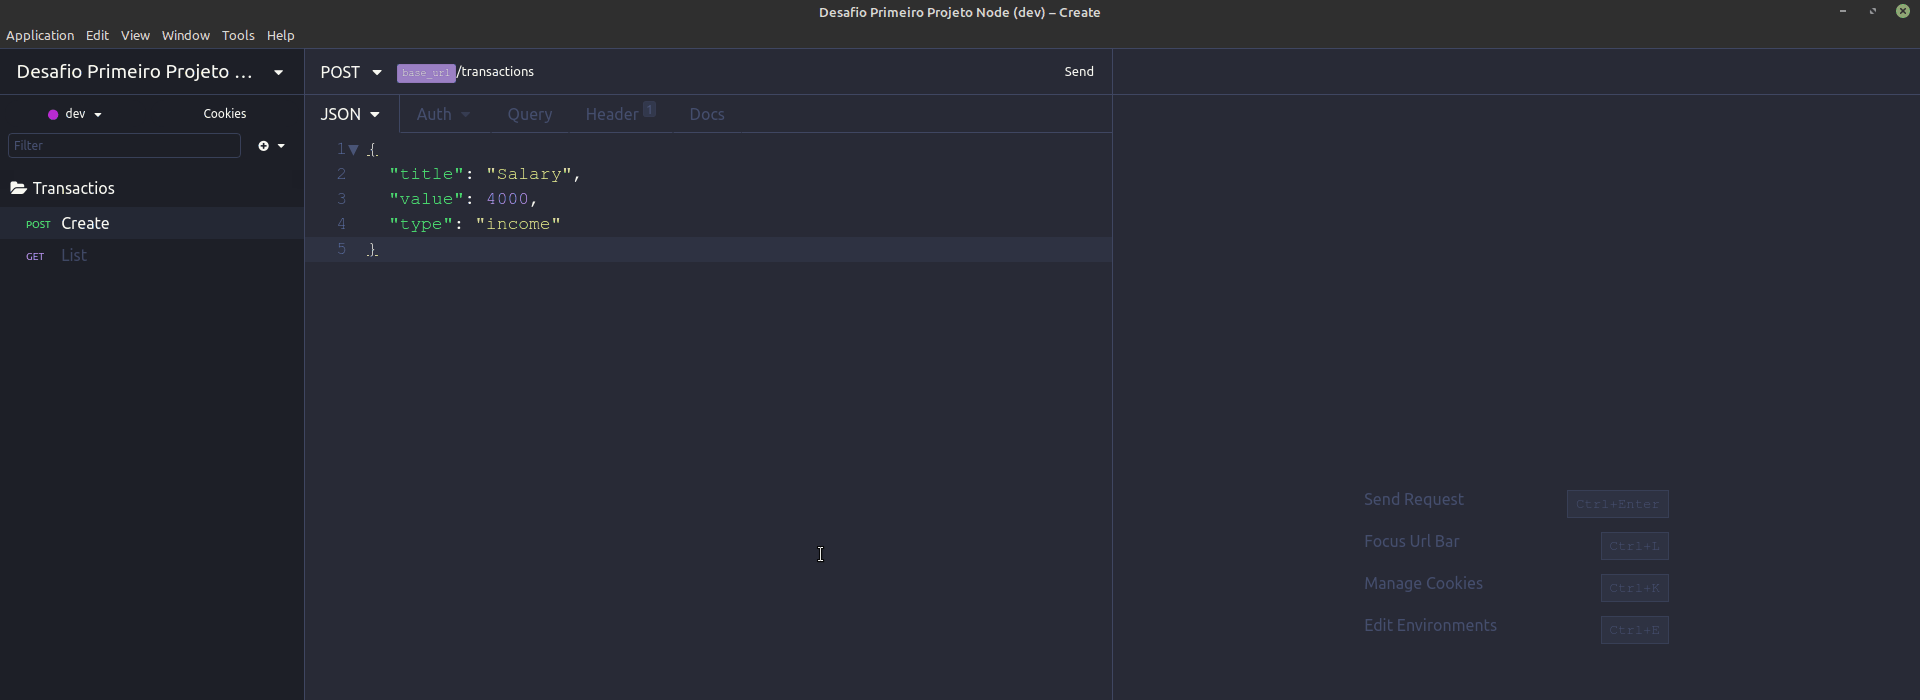 Desafio Primeiro Projeto Node (dev) – Create
Application Edit View Window Tools Help
Desafio Primeiro Projeto ...
dev Cookies
Filter
Transactios
POST Create
GET List
POST base_url/transactions Send
JSON Auth Query Header 1 Docs
1 {
2 "title": "Salary",
3 "value": 4000,
4 "type": "income"
5 }
Send Request Ctrl+Enter
Focus Url Bar Ctrl+L
Manage Cookies Ctrl+K
Edit Environments Ctrl+E